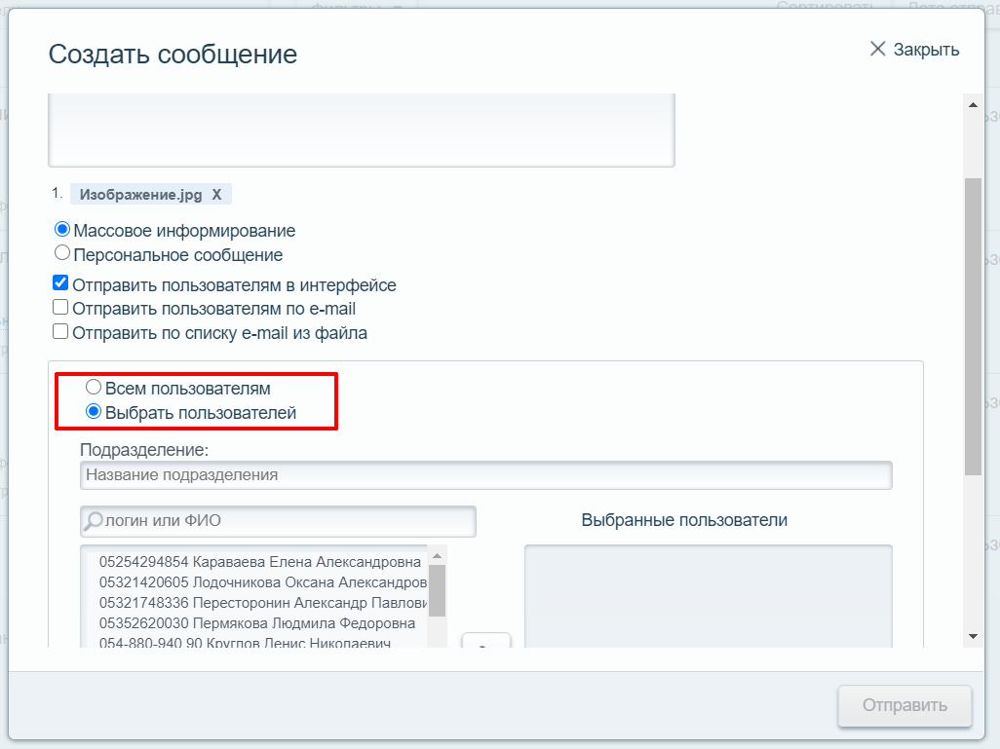 Создать сообщение
Закрыть
1. Изображение.jpg X
Массовое информирование
Персональное сообщение
Отправить пользователям в интерфейсе
Отправить пользователям по e-mail
Отправить по списку e-mail из файла
Всем пользователям
Выбрать пользователей
Подразделение:
Название подразделения
логин или ФИО
Выбранные пользователи
05254294854 Караваева Елена Александровна
05321420605 Лодочникова Оксана Александров
05321748336 Пересторонин Александр Павлови
05352620030 Пермякова Людмила Федоровна
054-880-940 90 Круглов Денис Николаевич
Отправить